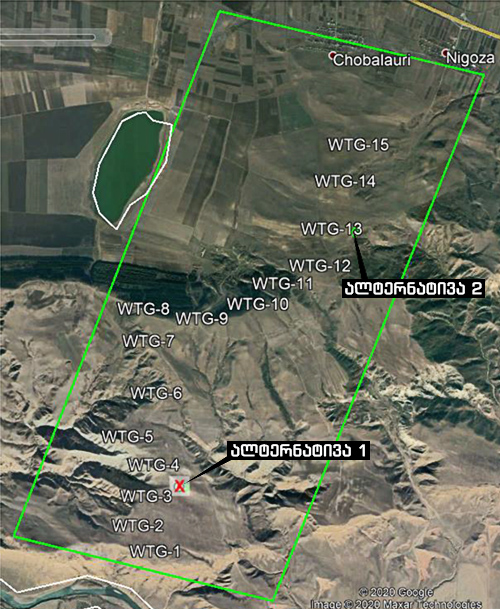 Chobalauri
Nigoza
WTG-15
WTG-14
WTG-13
WTG-12
ალტერნატივა 2
WTG-11
WTG-10
WTG-8
WTG-9
WTG-7
WTG-6
WTG-5
ალტერნატივა 1
WTG-4
X
WTG-3
WTG-2
WTG-1
© 2020 Google
Image © 2020 Maxar Technologies